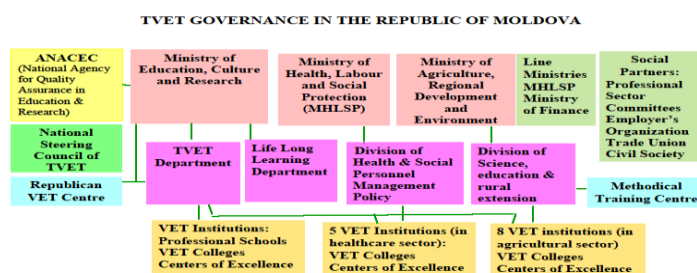 TVET GOVERNANCE IN THE REPUBLIC OF MOLDOVA
ANACEC
(National Agency
for Quality
Assurance in
Education &
Research)
Ministry of
Education, Culture
and Research
Ministry of
Health, Labour
and Social
Protection (MHLSP)
Ministry of
Agriculture,
Regional
Development
and
Environment
Line
Ministries
MHLSP
Ministry
of Finance
Social
Partners:
Professional
Sector
Committees
Employer's
Organization
Trade Union
Civil Society
National
Steering
Council of
TVET
Republican
VET Centre
TVET
Department
Life Long
Learning
Department
Division of
Health & Social
Personnel
Management
Policy
Division of
Science,
education &
rural
extension
Methodical
Training Centre
VET Institutions:
Professional Schools
VET Colleges
Centers of Excellence
5 VET Institutions (in
healthcare sector):
VET Colleges
Centers of Excellence
8 VET institutions (in
agricultural sector)
VET Colleges
Centers of Excellence